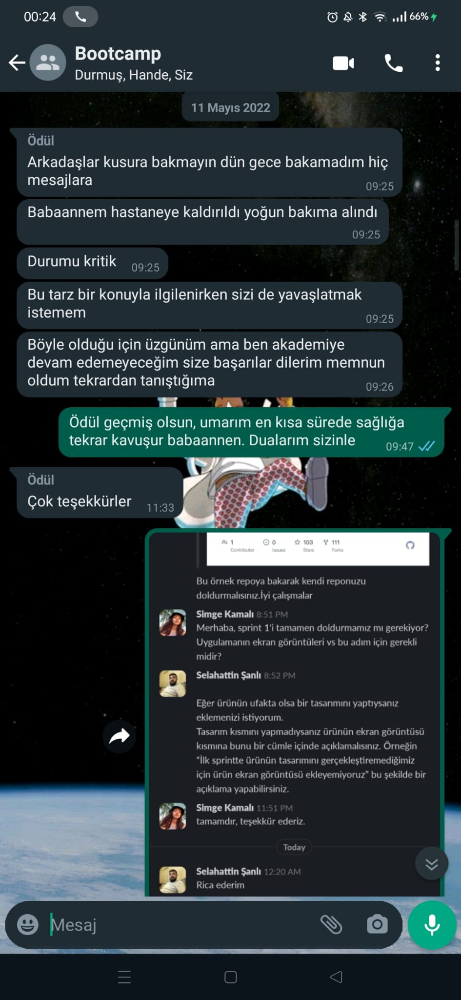 00:24
66%
Bootcamp
Durmuş, Hande, Siz
11 Mayıs 2022
Ödül
Arkadaşlar kusura bakmayın dün gece bakamadım hiç
mesajlara
09:25
Babaannem hastaneye kaldırıldı yoğun bakıma alındı
09:25
Durumu kritik 09:25
Bu tarz bir konuyla ilgilenirken sizi de yavaşlatmak
istemem
09:25
Böyle olduğu için üzgünüm ama ben akademiye
devam edemeyeceğim size başarılar dilerim memnun
oldum tekrardan tanıştığıma
09:26
Ödül geçmiş olsun, umarım en kısa sürede sağlığa
tekrar kavuşur babaannen. Dualarım sizinle
09:47
Ödül
Çok teşekkürler 11:33
1 0 103 111
Contributor Issues Stars Forks
Bu örnek repoya bakarak kendi reponuzu
doldurmalısınız.İyi çalışmalar
Simge Kamalı 8:51 PM
Merhaba, sprint 1'i tamamen doldurmamız mı gerekiyor?
Uygulamanın ekran görüntüleri vs bu adım için gerekli
midir?
Selahattin Şanlı 8:52 PM
Eğer ürünün ufakta olsa bir tasarımını yaptıysanız
eklemenizi istiyorum.
Tasarım kısmını yapmadıysanız ürünün ekran görüntüsü
kısmına bunu bir cümle içinde açıklamalısınız. Örneğin
“İlk sprintte ürünün tasarımını gerçekleştiremediğimiz
için ürün ekran görüntüsü ekleyemiyoruz” bu şekilde bir
açıklama yapabilirsiniz.
Simge Kamalı 11:51 PM
tamamdır, teşekkür ederiz.
Today
Selahattin Şanlı 12:20 AM
Rica ederim
Mesaj